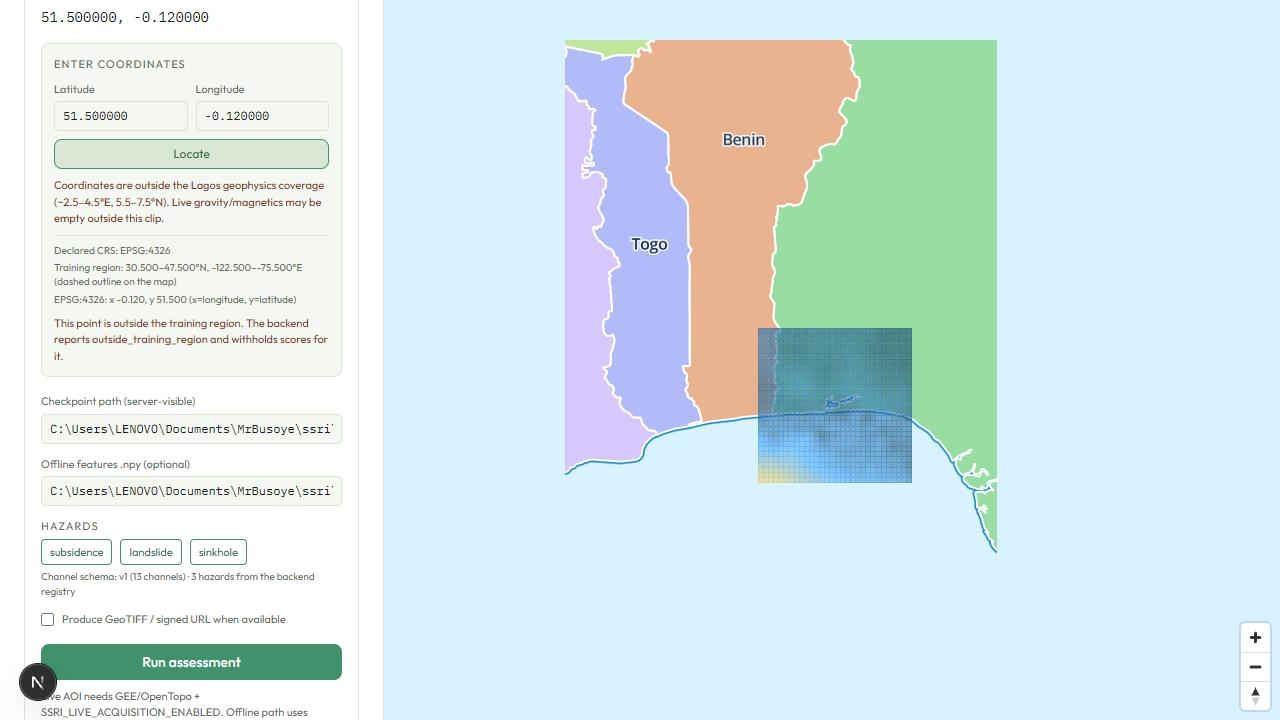 51.500000, -0.120000
ENTER COORDINATES
Latitude
Longitude
51.500000
-0.120000
Locate
Coordinates are outside the Lagos geophysics coverage
(~2.5–4.5°E, 5.5–7.5°N). Live gravity/magnetics may be
empty outside this clip.
Declared CRS: EPSG:4326
Training region: 30.500–47.500°N, -122.500–-75.500°E
(dashed outline on the map)
EPSG:4326: x -0.120, y 51.500 (x=longitude, y=latitude)
This point is outside the training region. The backend
reports outside_training_region and withholds scores for
it.
Checkpoint path (server-visible)
C:\Users\LENOVO\Documents\MrBusoye\ssri
Offline features .npy (optional)
C:\Users\LENOVO\Documents\MrBusoye\ssri
HAZARDS
subsidence
landslide
sinkhole
Channel schema: v1 (13 channels) · 3 hazards from the backend
registry
Produce GeoTIFF / signed URL when available
Run assessment
N
AOI needs GEE/OpenTopo +
SSRI_LIVE_ACQUISITION_ENABLED. Offline path uses
Benin
Togo